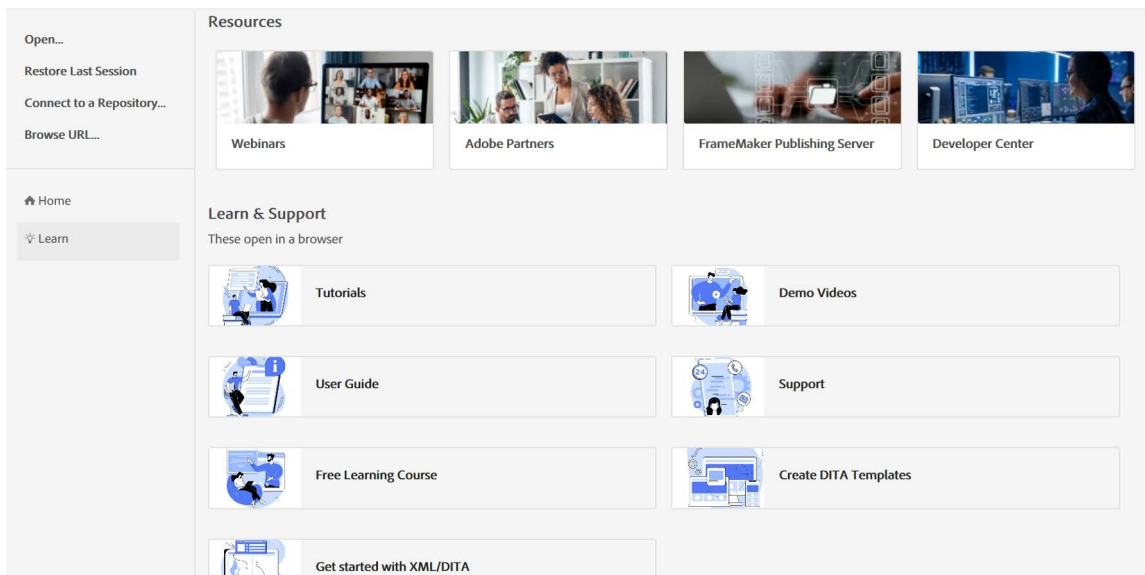 Open...
Restore Last Session
Connect to a Repository...
Browse URL...
Home
Learn
Resources
Webinars
Adobe Partners
FrameMaker Publishing Server
Developer Center
Learn & Support
These open in a browser
Tutorials
Demo Videos
User Guide
24
Support
Free Learning Course
Create DITA Templates
Get started with XML/DITA